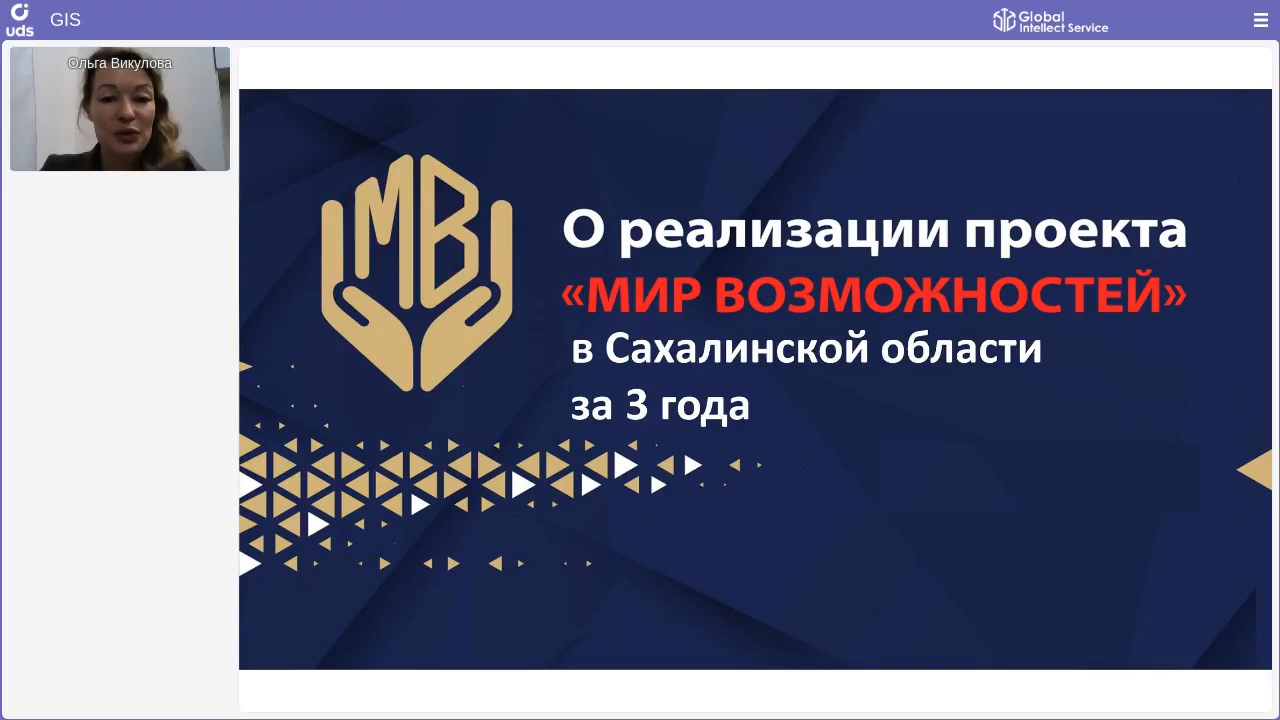 uds
GIS
Global
Intellect Service
Ольга Викулова
МВ
О реализации проекта
«МИР ВОЗМОЖНОСТЕЙ»
в Сахалинской области
за 3 года